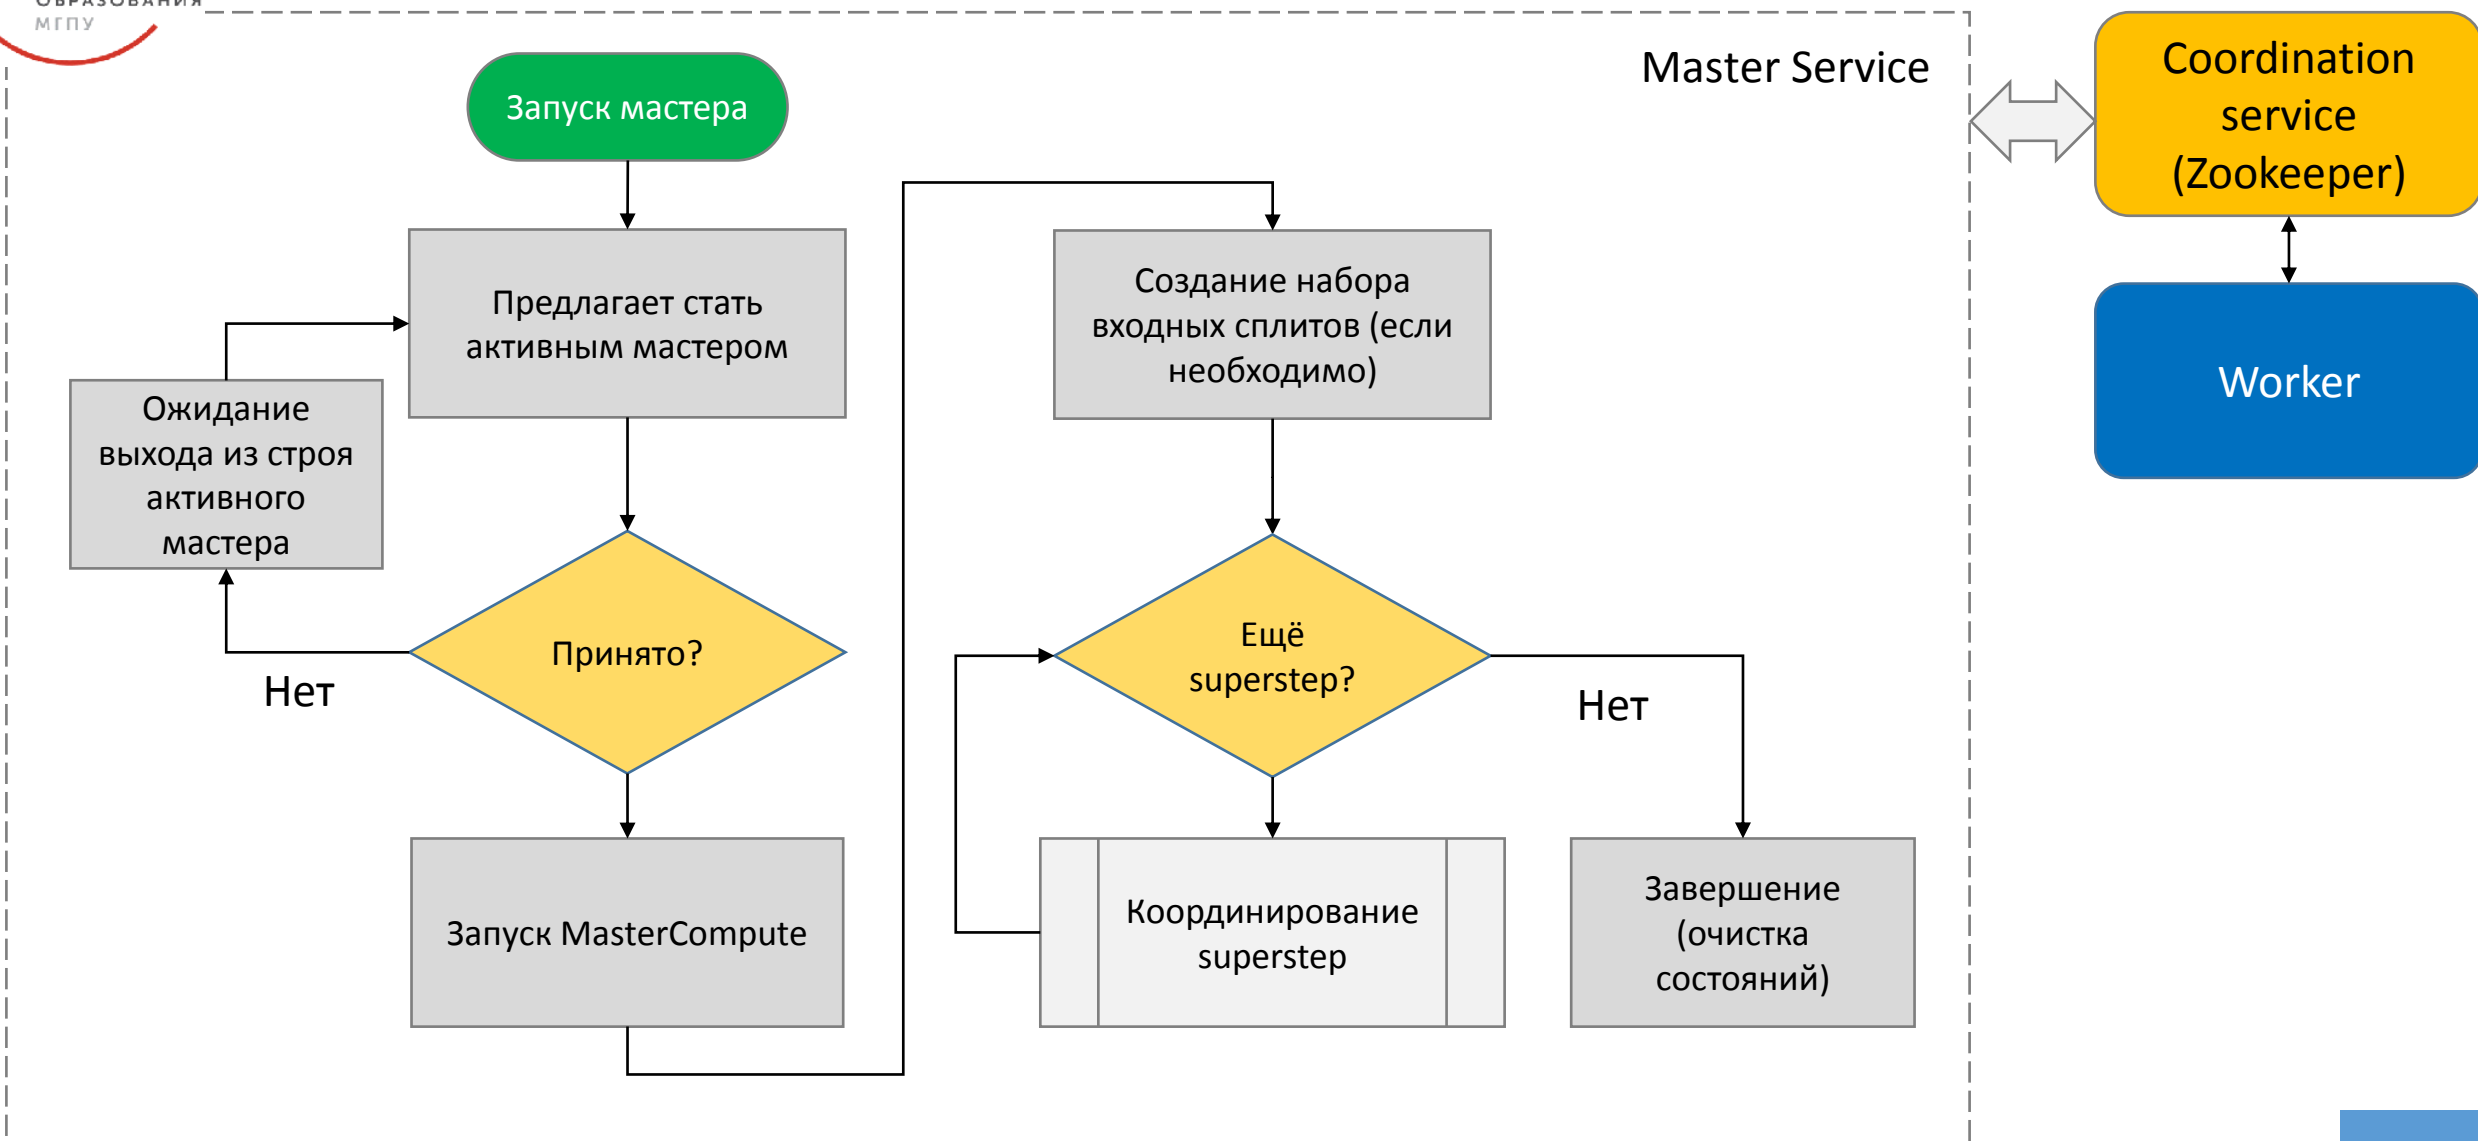 ОБРАЗОВАНИЯ
МГПУ
Master Service
Coordination
service
(Zookeeper)
Worker
Запуск мастера
Предлагает стать
активным мастером
Ожидание
выхода из строя
активного
мастера
Принято?
Нет
Запуск MasterCompute
Создание набора
входных сплитов (если
необходимо)
Ещё
superstep?
Нет
Координирование
superstep
Завершение
(очистка
состояний)